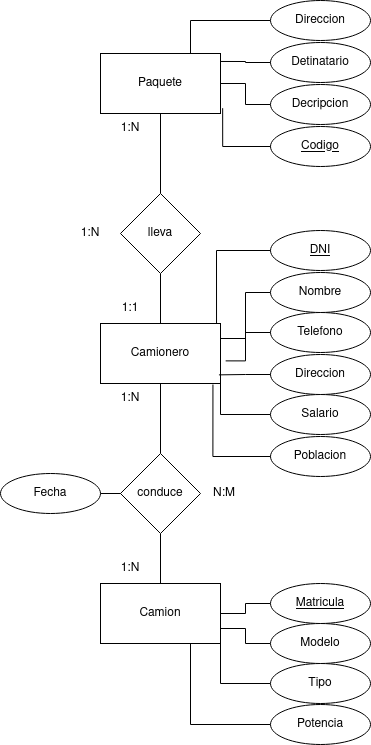 Direccion
Detinatario
Paquete
Decripcion
1:N
Codigo
1:N
lleva
DNI
Nombre
1:1
Telefono
Camionero
Direccion
1:N
Salario
Poblacion
Fecha
conduce
N:M
1:N
Matricula
Camion
Modelo
Tipo
Potencia